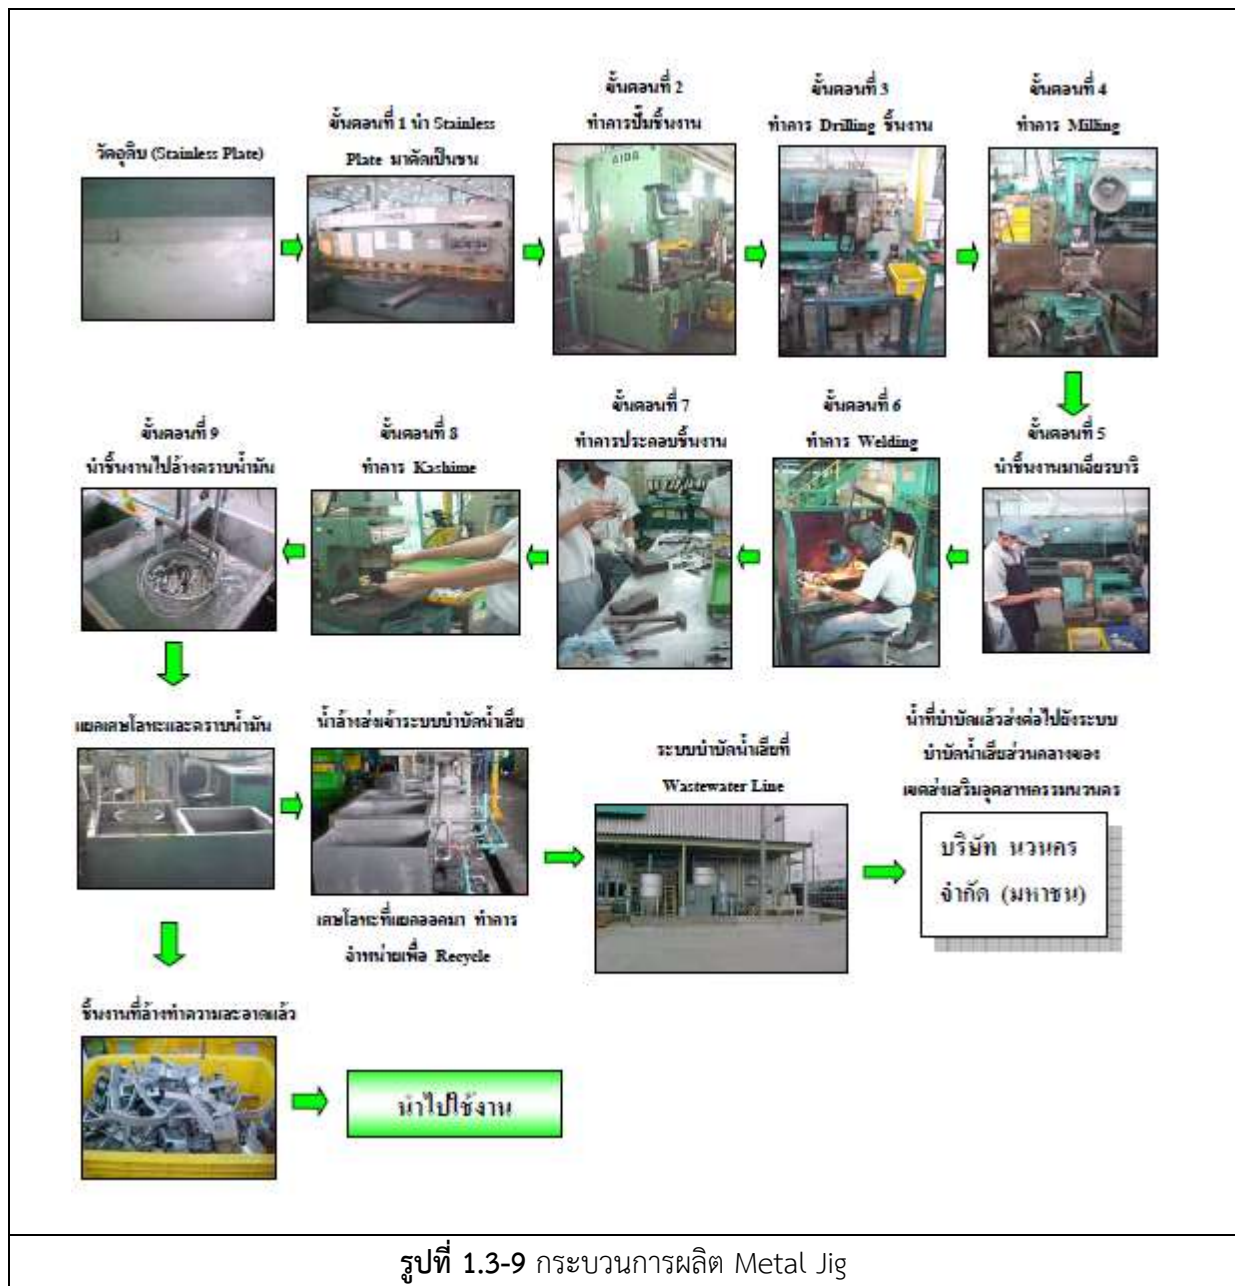 วัตถุดิบ (Stainless Plate)
ขั้นตอนที่ 1 นำ Stainless
Plate มาตัดเป็นชน
ขั้นตอนที่ 2
ทำการปั๊มชิ้นงาน
ขั้นตอนที่ 3
ทำการ Drilling ชิ้นงาน
ขั้นตอนที่ 4
ทำการ Milling
ขั้นตอนที่ 5
นำชิ้นงานมาเจียรบาริ
ขั้นตอนที่ 6
ทำการ Welding
ขั้นตอนที่ 7
ทำการประกอบชิ้นงาน
ขั้นตอนที่ 8
ทำการ Kashime
ขั้นตอนที่ 9
นำชิ้นงานไปล้างคราบน้ำมัน
แยกเศษโลหะและคราบน้ำมัน
น้ำล้างส่งเข้าระบบบำบัดน้ำเสีย
เศษโลหะที่แยกออกมา ทำการ
จำหน่ายเพื่อ Recycle
ระบบบำบัดน้ำเสียที่
Wastewater Line
น้ำที่บำบัดแล้วส่งต่อไปยังระบบ
บำบัดน้ำเสียส่วนกลางของ
เขตส่งเสริมอุตสาหกรรมนวนคร
บริษัท นวนคร
จำกัด (มหาชน)
ชิ้นงานที่ล้างทำความสะอาดแล้ว
นำไปใช้งาน
รูปที่ 1.3-9 กระบวนการผลิต Metal Jig